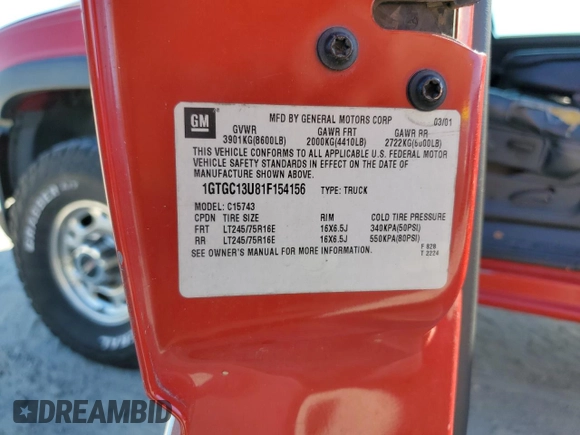 GM
MFD BY GENERAL MOTORS CORP 03/01
GVWR GAWR FRT GAWR RR
3901KG(8600LB) 2000KG(4410LB) 2722KG(6000LB)
THIS VEHICLE CONFORMS TO ALL APPLICABLE U.S. FEDERAL MOTOR
VEHICLE SAFETY STANDARDS IN EFFECT ON THE DATE OF
MANUFACTURE SHOWN ABOVE.
1GTGC13U81F154156 TYPE: TRUCK
MODEL: C15743
CPDN TIRE SIZE RIM COLD TIRE PRESSURE
FRT LT245/75R16E 16X6.5J 340KPA(50PSI)
RR LT245/75R16E 16X6.5J 550KPA(80PSI)
SEE OWNER'S MANUAL FOR MORE INFORMATION.
F 02B
T 2224
DREAMBID